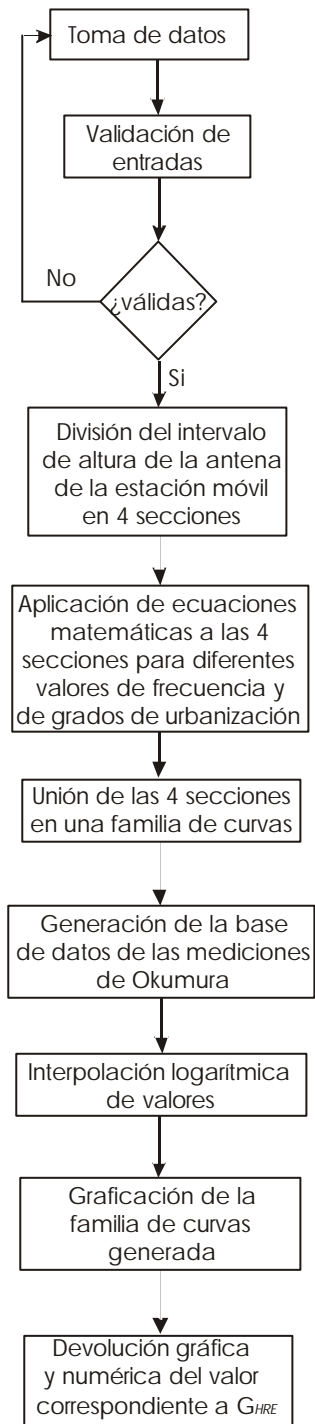 Toma de datos
Validación de
entradas
¿válidas?
No
Si
División del intervalo
de altura de la antena
de la estación móvil
en 4 secciones
Aplicación de ecuaciones
matemáticas a las 4
secciones para diferentes
valores de frecuencia y
de grados de urbanización
Unión de las 4 secciones
en una familia de curvas
Generación de la base
de datos de las mediciones
de Okumura
Interpolación logarítmica
de valores
Graficación de la
familia de curvas
generada
Devolución gráfica
y numérica del valor
correspondiente a GHRE